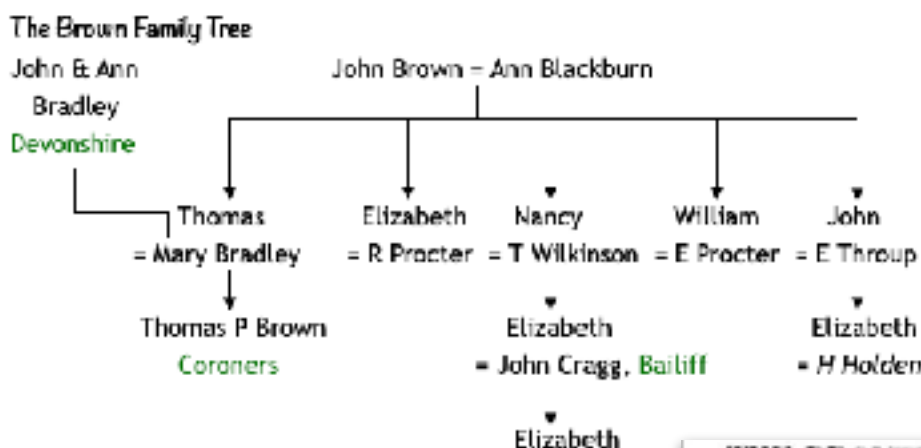 The Brown Family Tree
John & Ann
Bradley
Devonshire
John Brown = Ann Blackburn
Thomas
= Mary Bradley
Elizabeth
= R Procter
Nancy
= T Wilkinson
William
= E Procter
John
= E Throup
Thomas P Brown
Coroners
Elizabeth
= John Cragg, Bailiff
Elizabeth
= H Holden
Elizabeth